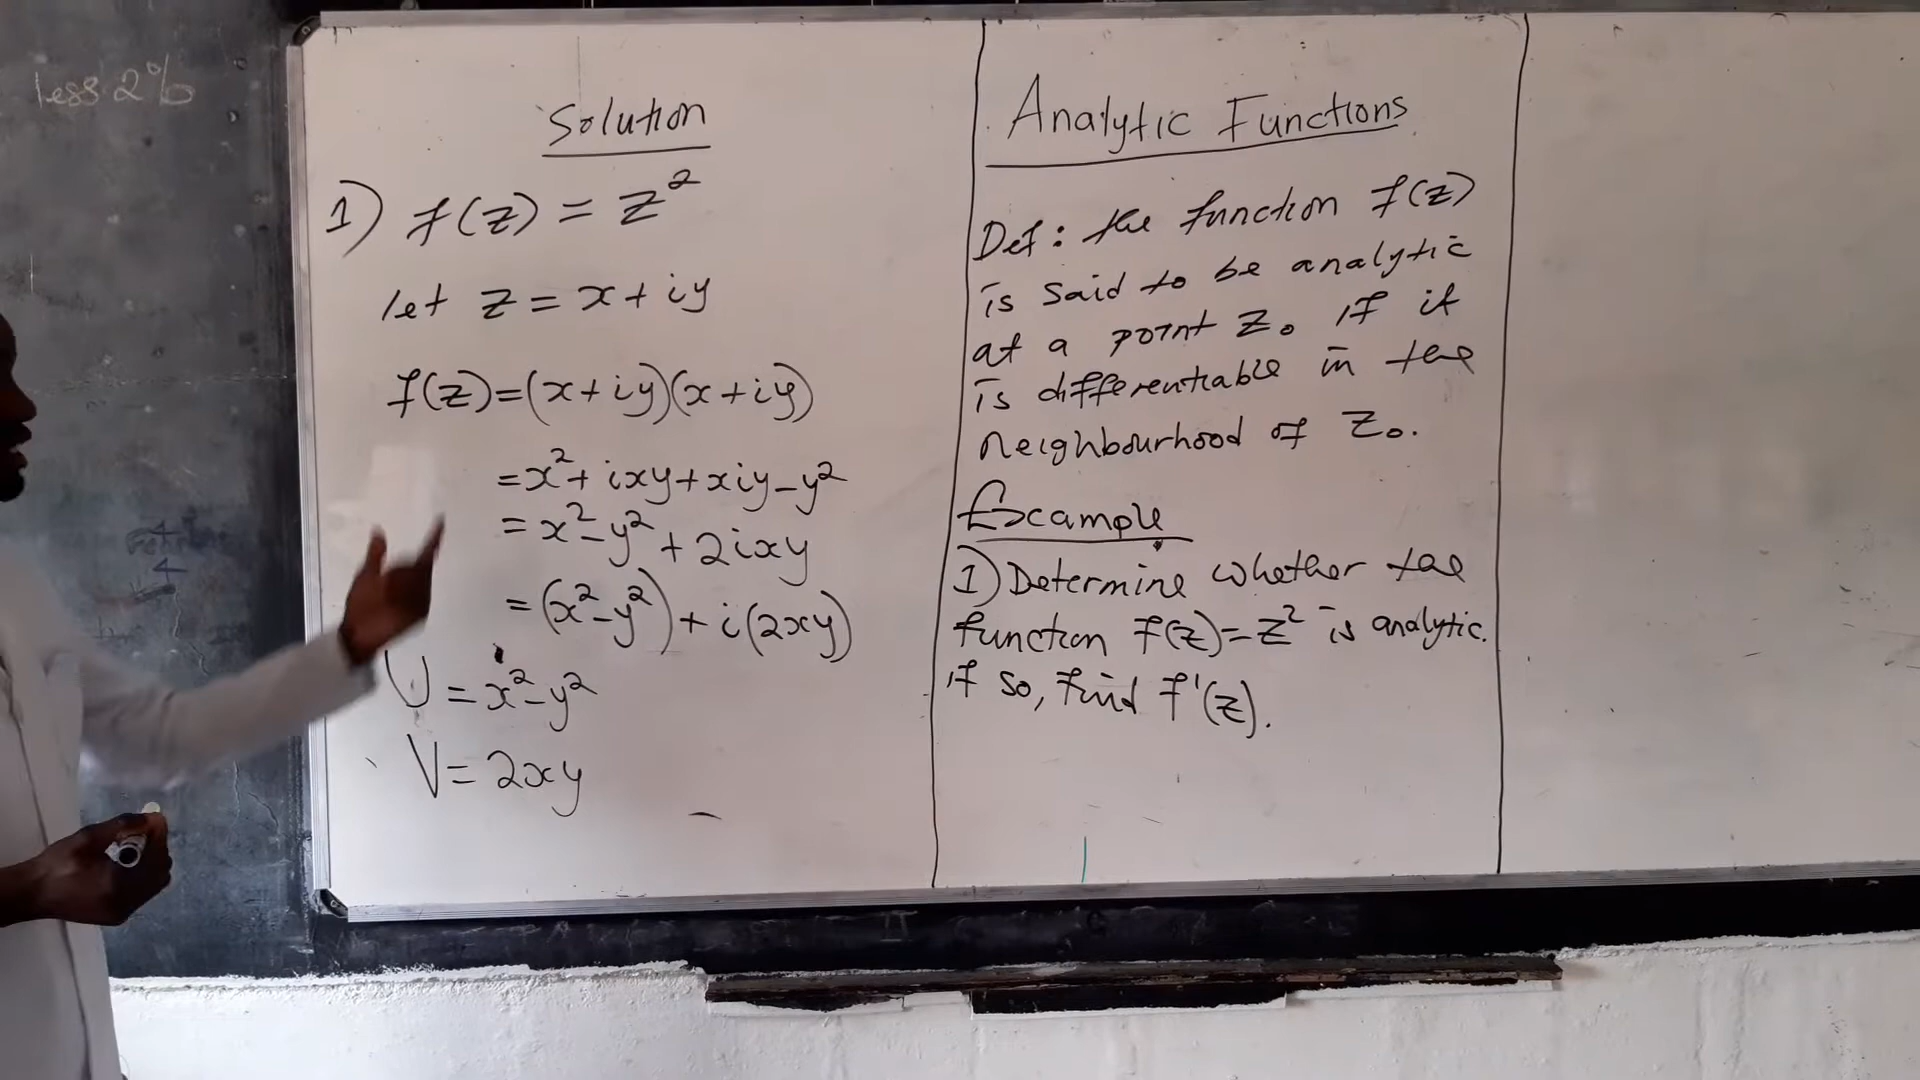 less 2%
Solution
1) f(z) = z²
let z = x + iy
f(z) = (x + iy)(x + iy)
= x² + ixy + xiy - y²
= x² - y² + 2ixy
= (x² - y²) + i(2xy)
U = x² - y²
V = 2xy
Analytic Functions
Def: the function f(z)
is said to be analytic
at a point z₀ if it
is differentiable in the
neighbourhood of z₀.
Example
1) Determine whether the
function f(z) = z² is analytic.
if so, find f'(z).